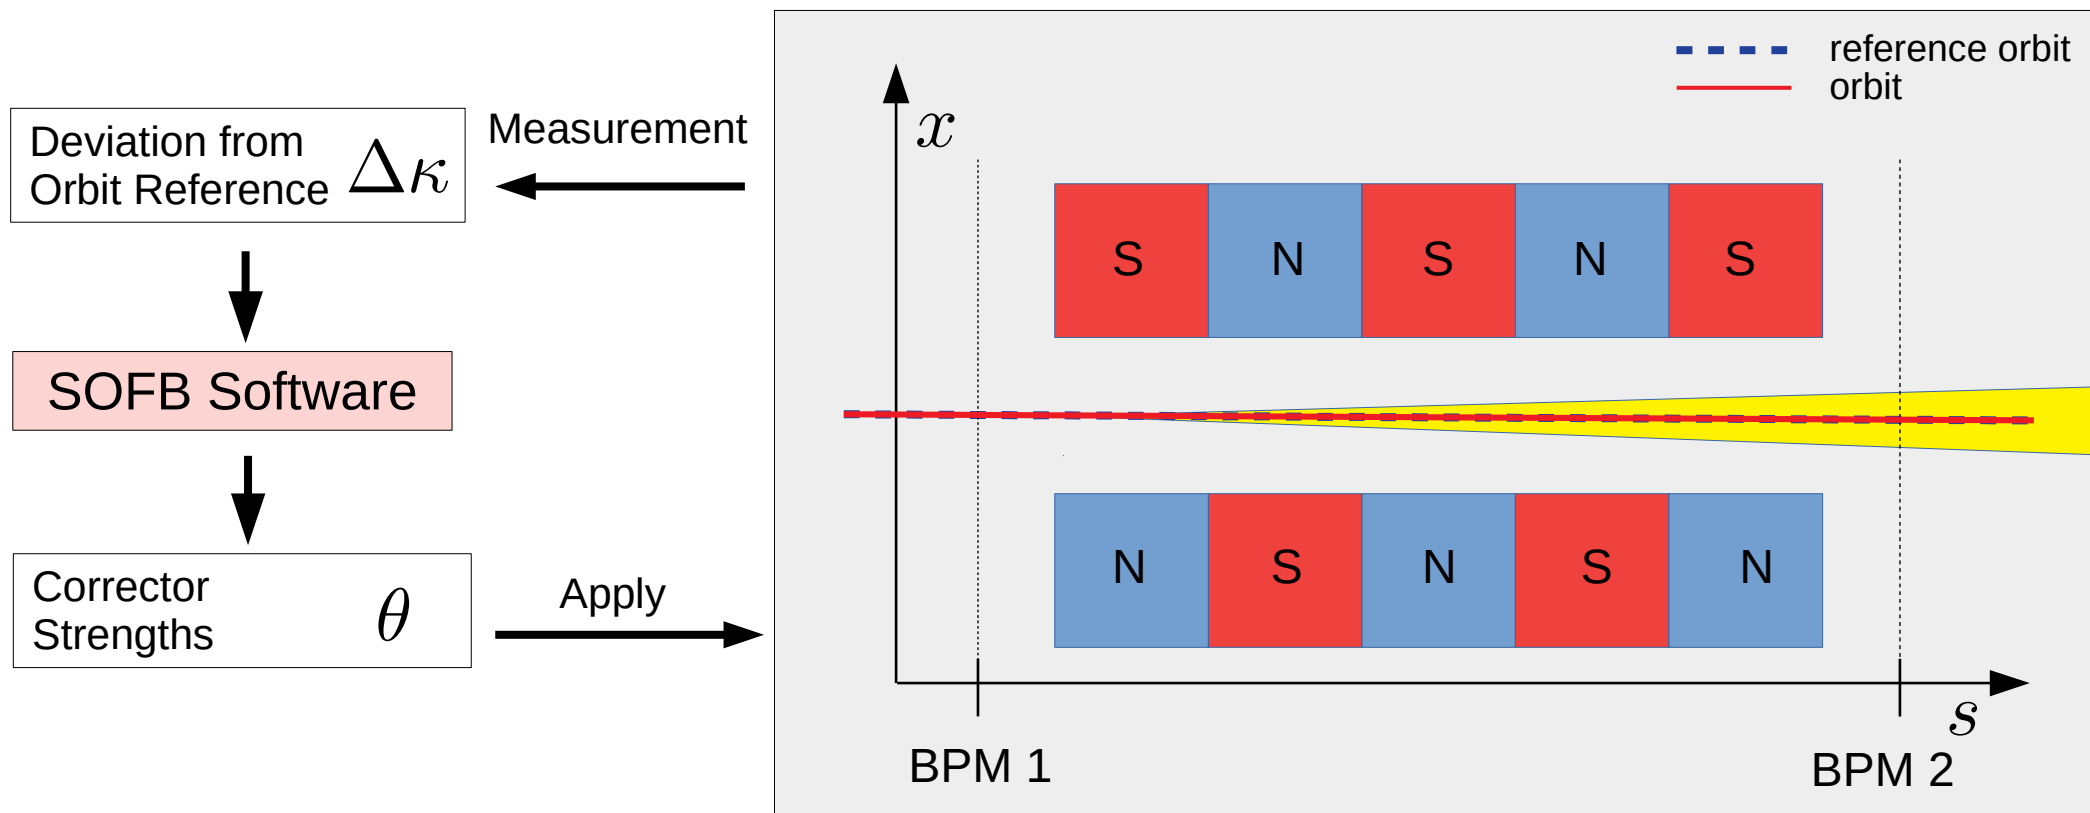 Deviation from
Orbit Reference Δκ
Measurement
SOFB Software
Corrector
Strengths θ
Apply
reference orbit
orbit
x
S N S N S
N S N S N
s
BPM 1
BPM 2